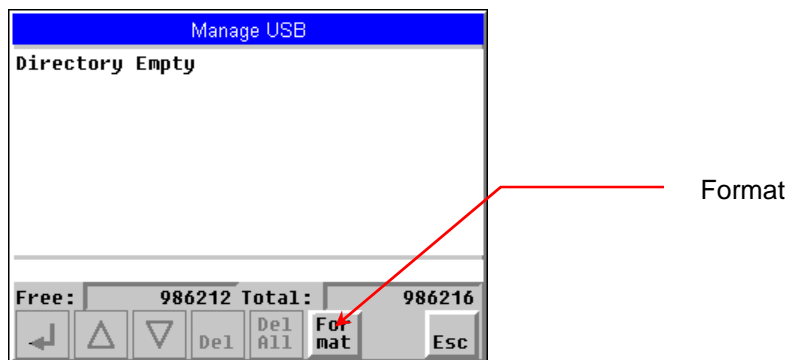 Manage USB
Directory Empty
Format
Free: 986212 Total: 986216
Del Del All For mat Esc